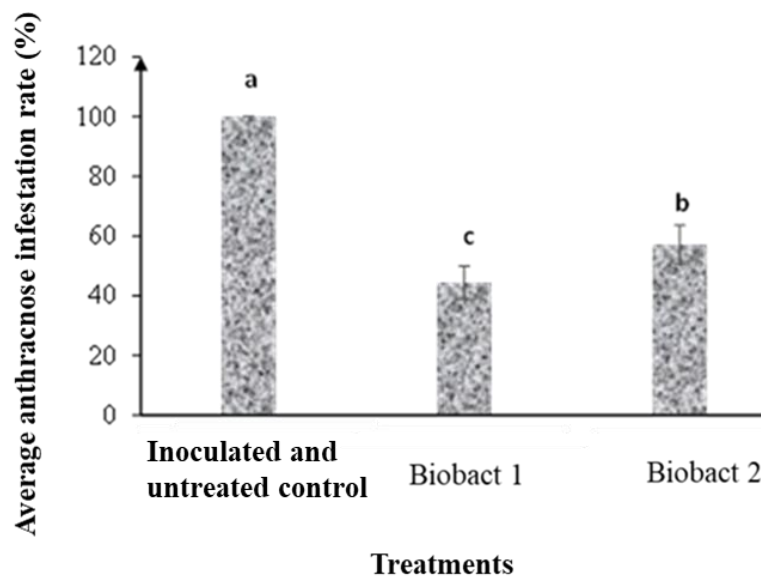 Average anthracnose infestation rate (%)
120
100
80
60
40
20
0
a
c
b
Inoculated and
untreated control
Biobact 1
Biobact 2
Treatments